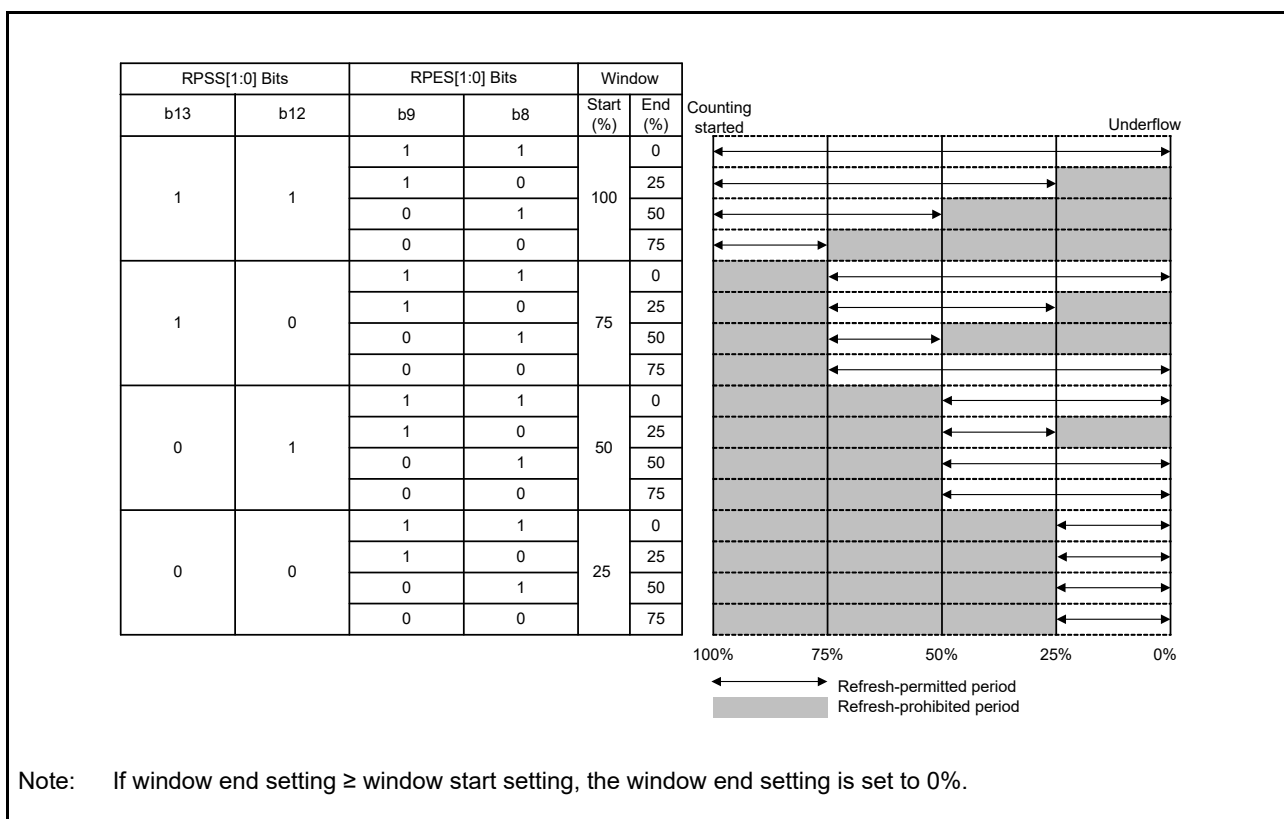 RPSS[1:0] Bits RPES[1:0] Bits Window
b13 b12 b9 b8 Start (%) End (%)
Counting started Underflow
1 1 1 1 100 0
1 0 25
0 1 50
0 0 75
1 0 1 1 75 0
1 0 25
0 1 50
0 0 75
0 1 1 1 50 0
1 0 25
0 1 50
0 0 75
0 0 1 1 25 0
1 0 25
0 1 50
0 0 75
100% 75% 50% 25% 0%
Refresh-permitted period
Refresh-prohibited period
Note: If window end setting ≥ window start setting, the window end setting is set to 0%.